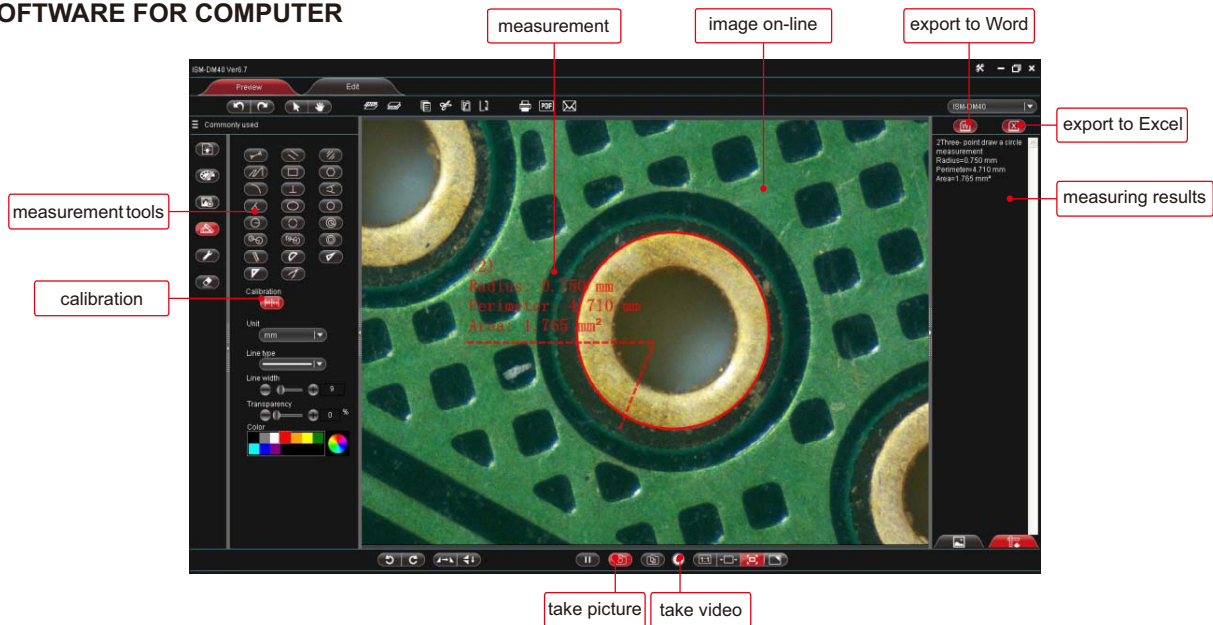 OFTWARE FOR COMPUTER
measurement
image on-line
export to Word
ISM-DM40 Ver6.7
Preview
Edit
PDF
ISM-DM40
Commonly used
export to Excel
2Three- point draw a circle
measurement
Radius=0.750 mm
Perimeter=4.710 mm
Area=1.765 mm²
measurement tools
measuring results
(2)
Radius: 0.750 mm
Perimeter: 4.710 mm
Area: 1.765 mm²
calibration
Calibration
Unit
mm
Line type
Line width
9
Transparency
0 %
Color
1:1
take picture
take video